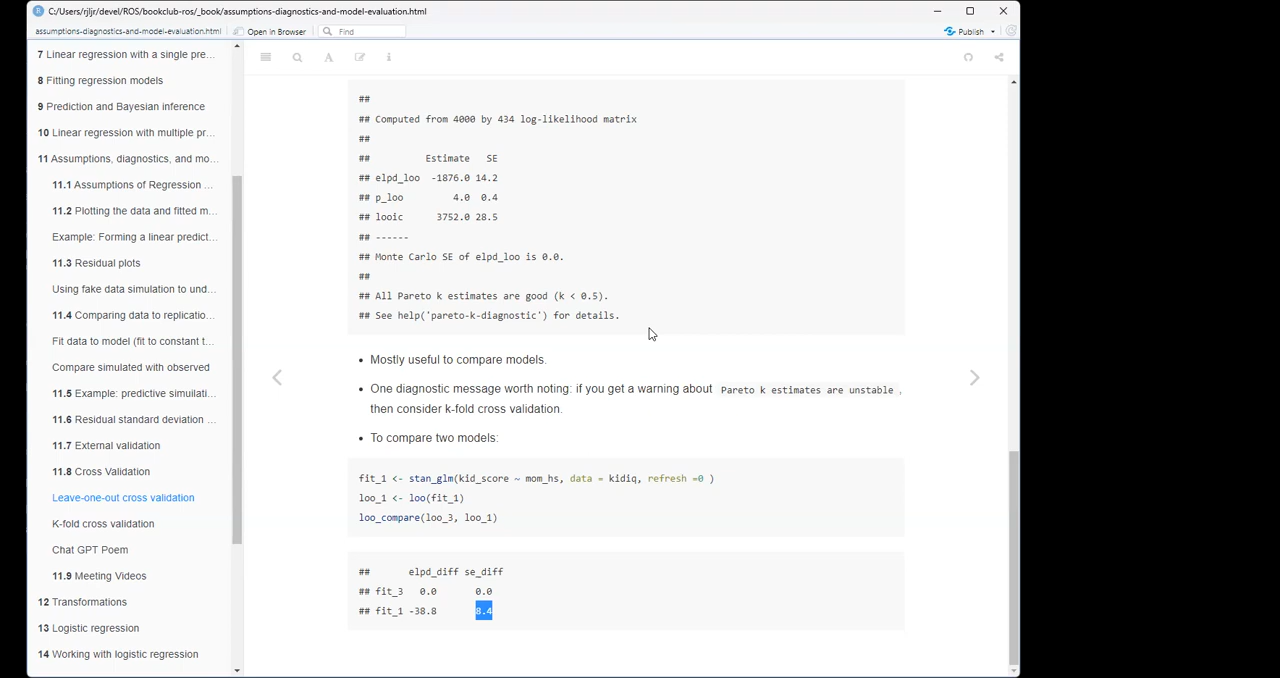 C:/Users/rjljr/devel/ROS/bookclub-ros/_book/assumptions-diagnostics-and-model-evaluation.html
assumptions-diagnostics-and-model-evaluation.html
Open in Browser
Find
Publish
7 Linear regression with a single pre...
8 Fitting regression models
9 Prediction and Bayesian inference
10 Linear regression with multiple pr...
11 Assumptions, diagnostics, and mo...
11.1 Assumptions of Regression ...
11.2 Plotting the data and fitted m...
Example: Forming a linear predict...
11.3 Residual plots
Using fake data simulation to und...
11.4 Comparing data to replicatio...
Fit data to model (fit to constant t...
Compare simulated with observed
11.5 Example: predictive simuilati...
11.6 Residual standard deviation ...
11.7 External validation
11.8 Cross Validation
Leave-one-out cross validation
K-fold cross validation
Chat GPT Poem
11.9 Meeting Videos
12 Transformations
13 Logistic regression
14 Working with logistic regression
##
## Computed from 4000 by 434 log-likelihood matrix
##
## Estimate SE
## elpd_loo -1876.0 14.2
## p_loo 4.0 0.4
## looic 3752.0 28.5
## ------
## Monte Carlo SE of elpd_loo is 0.0.
##
## All Pareto k estimates are good (k < 0.5).
## See help('pareto-k-diagnostic') for details.
• Mostly useful to compare models.
• One diagnostic message worth noting: if you get a warning about Pareto k estimates are unstable ,
then consider k-fold cross validation.
• To compare two models:
fit_1 <- stan_glm(kid_score ~ mom_hs, data = kidiq, refresh =0 )
loo_1 <- loo(fit_1)
loo_compare(loo_3, loo_1)
## elpd_diff se_diff
## fit_3 0.0 0.0
## fit_1 -38.8 8.4